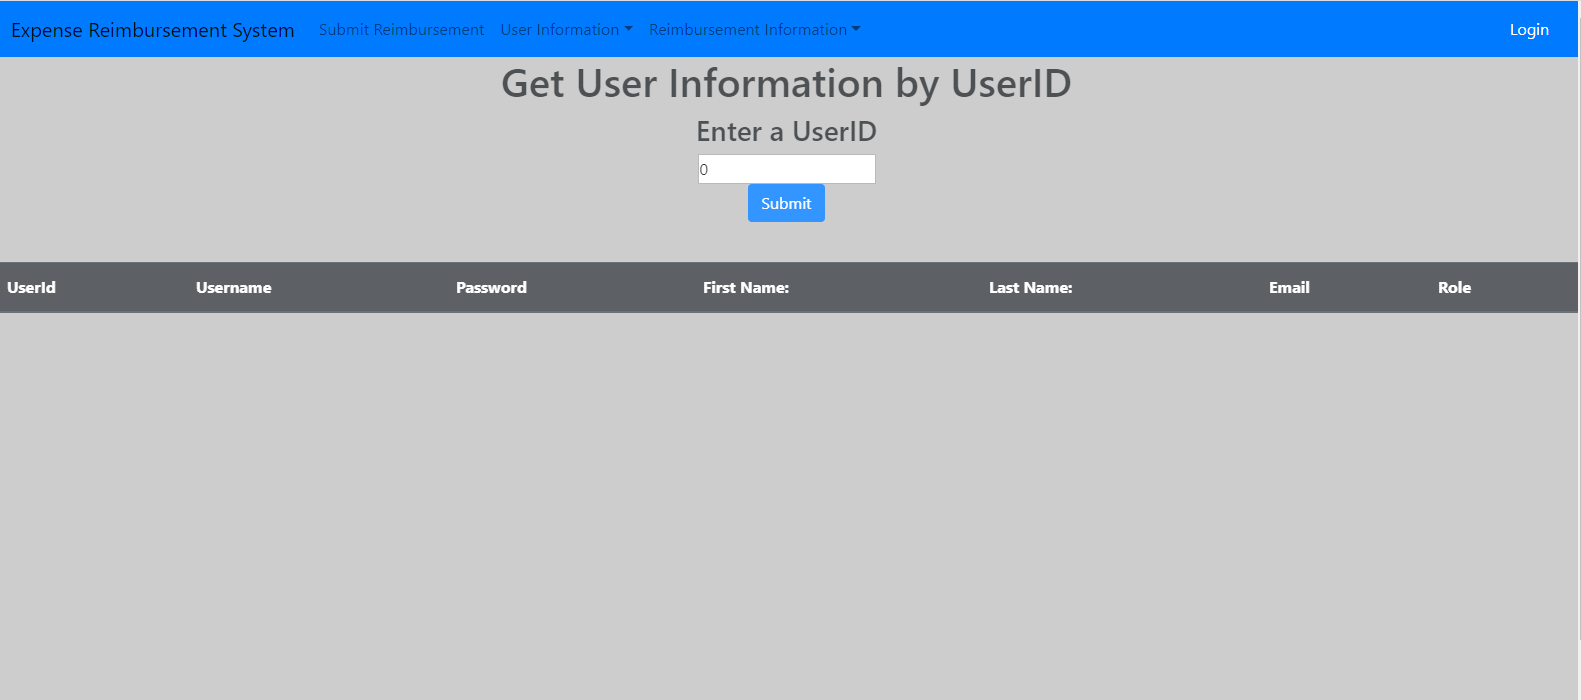 Expense Reimbursement System Submit Reimbursement User Information Reimbursement Information Login
Get User Information by UserID
Enter a UserID
0
Submit
UserId Username Password First Name: Last Name: Email Role